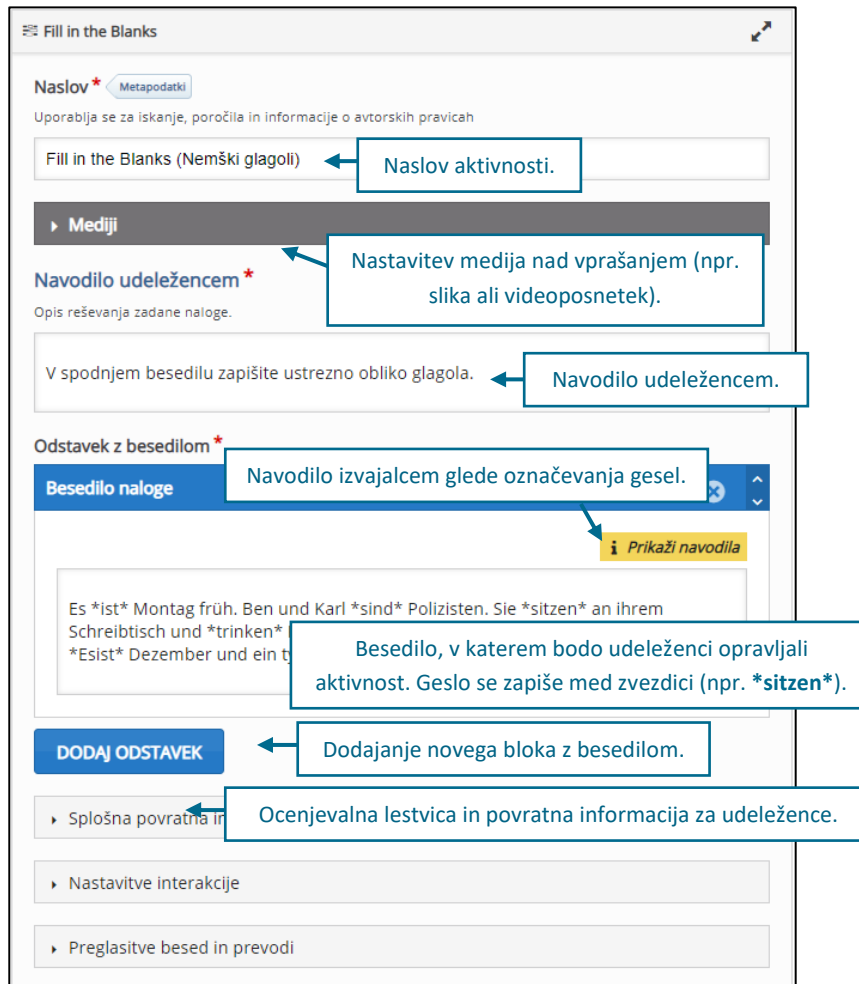 Fill in the Blanks
Naslov * Metapodatki
Uporablja se za iskanje, poročila in informacije o avtorskih pravicah
Fill in the Blanks (Nemški glagoli)
Naslov aktivnosti.
Mediji
Nastavitev medija nad vprašanjem (npr.
slika ali videoposnetek).
Navodilo udeležencem *
Opis reševanja zadane naloge.
V spodnjem besedilu zapišite ustrezno obliko glagola.
Navodilo udeležencem.
Odstavek z besedilom *
Navodilo izvajalcem glede označevanja gesel.
Besedilo naloge
i Prikaži navodila
Es *ist* Montag früh. Ben und Karl *sind* Polizisten. Sie *sitzen* an ihrem
Schreibtisch und *trinken*
*Esist* Dezember und ein
Besedilo, v katerem bodo udeleženci opravljali
aktivnost. Geslo se zapiše med zvezdici (npr. *sitzen*).
DODAJ ODSTAVEK
Dodajanje novega bloka z besedilom.
Splošna povratna
Ocenjevalna lestvica in povratna informacija za udeležence.
Nastavitve interakcije
Preglasitve besed in prevodi